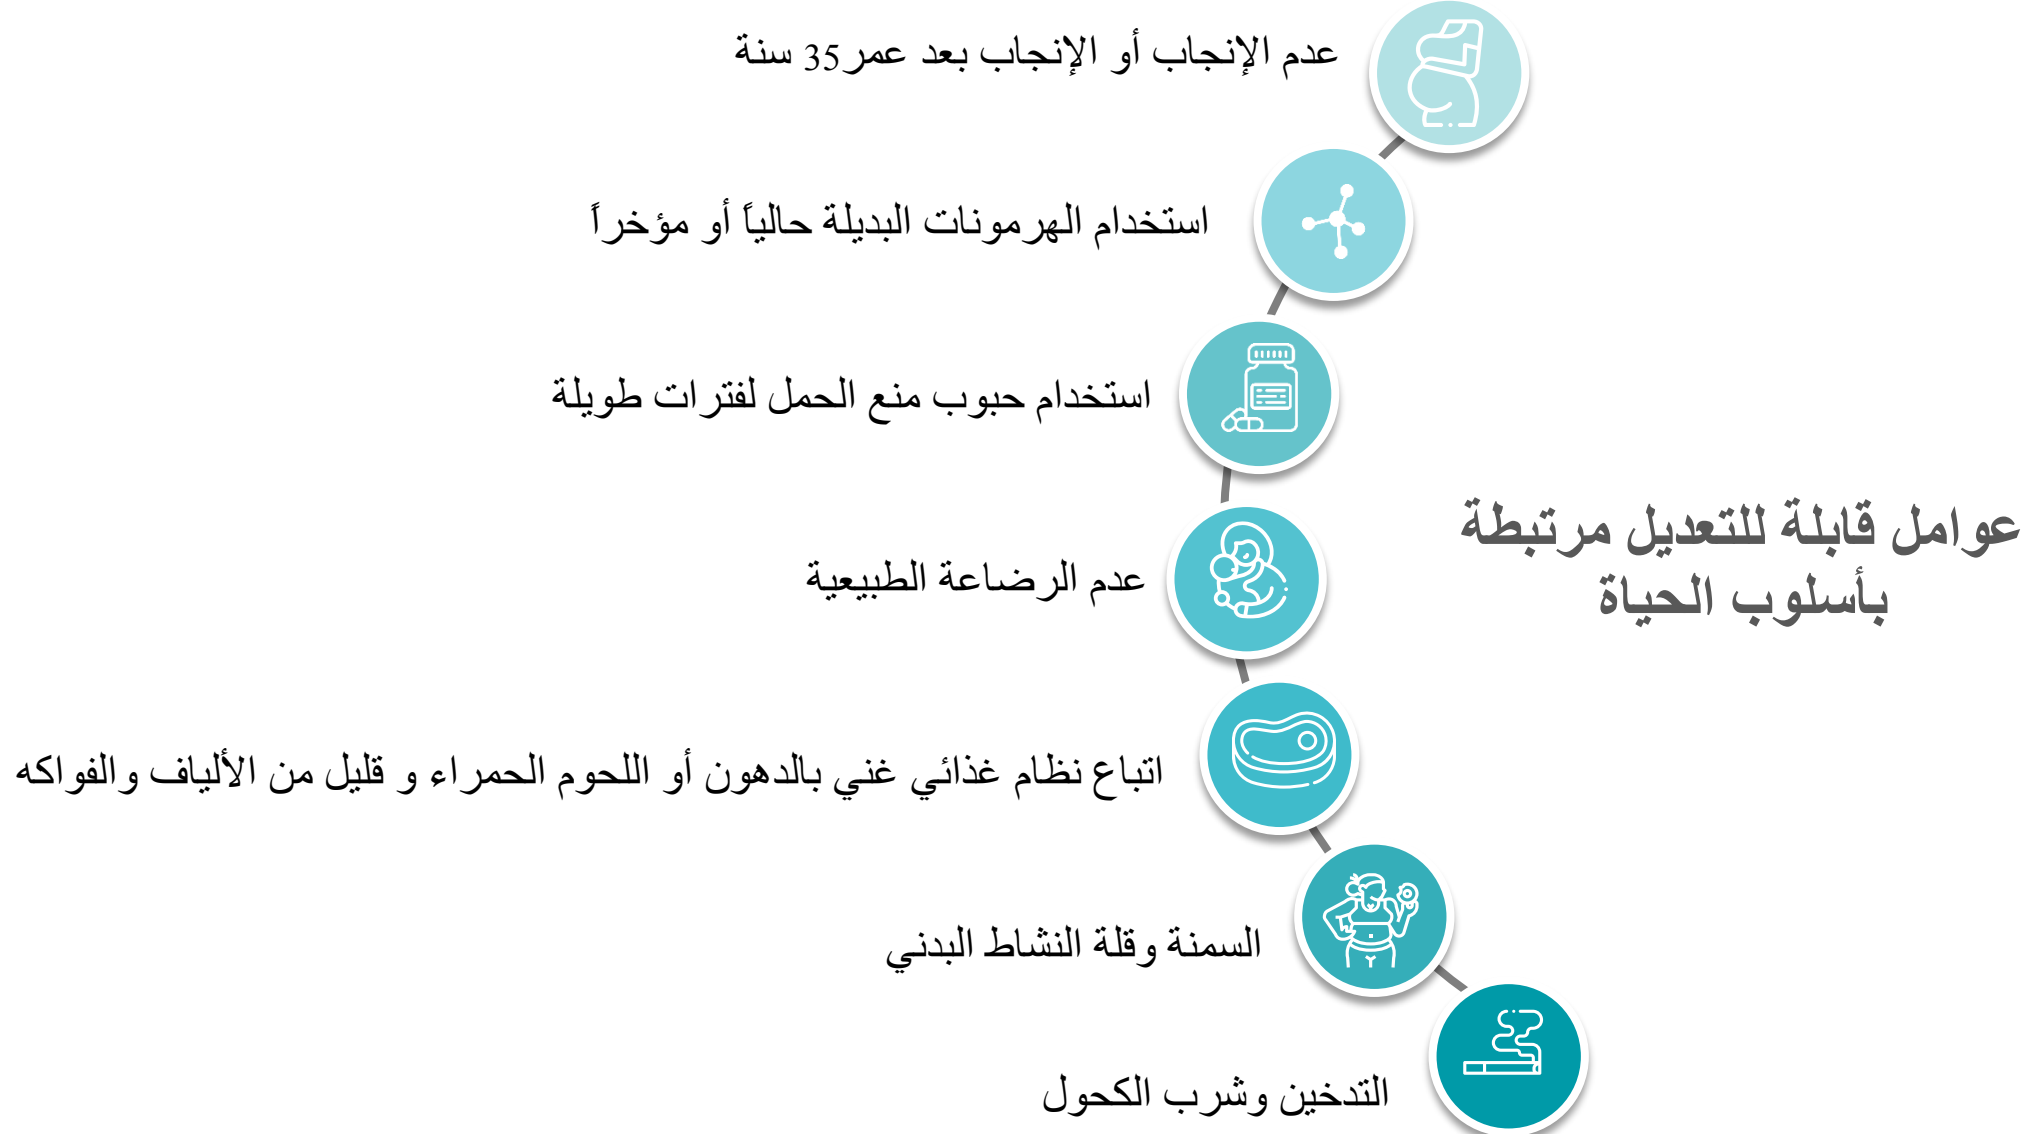 عوامل قابلة للتعديل مرتبطة
بأسلوب الحياة
عدم الإنجاب أو الإنجاب بعد عمر35 سنة
استخدام الهرمونات البديلة حالياً أو مؤخراً
استخدام حبوب منع الحمل لفترات طويلة
عدم الرضاعة الطبيعية
اتباع نظام غذائي غني بالدهون أو اللحوم الحمراء و قليل من الألياف والفواكه
السمنة وقلة النشاط البدني
التدخين وشرب الكحول